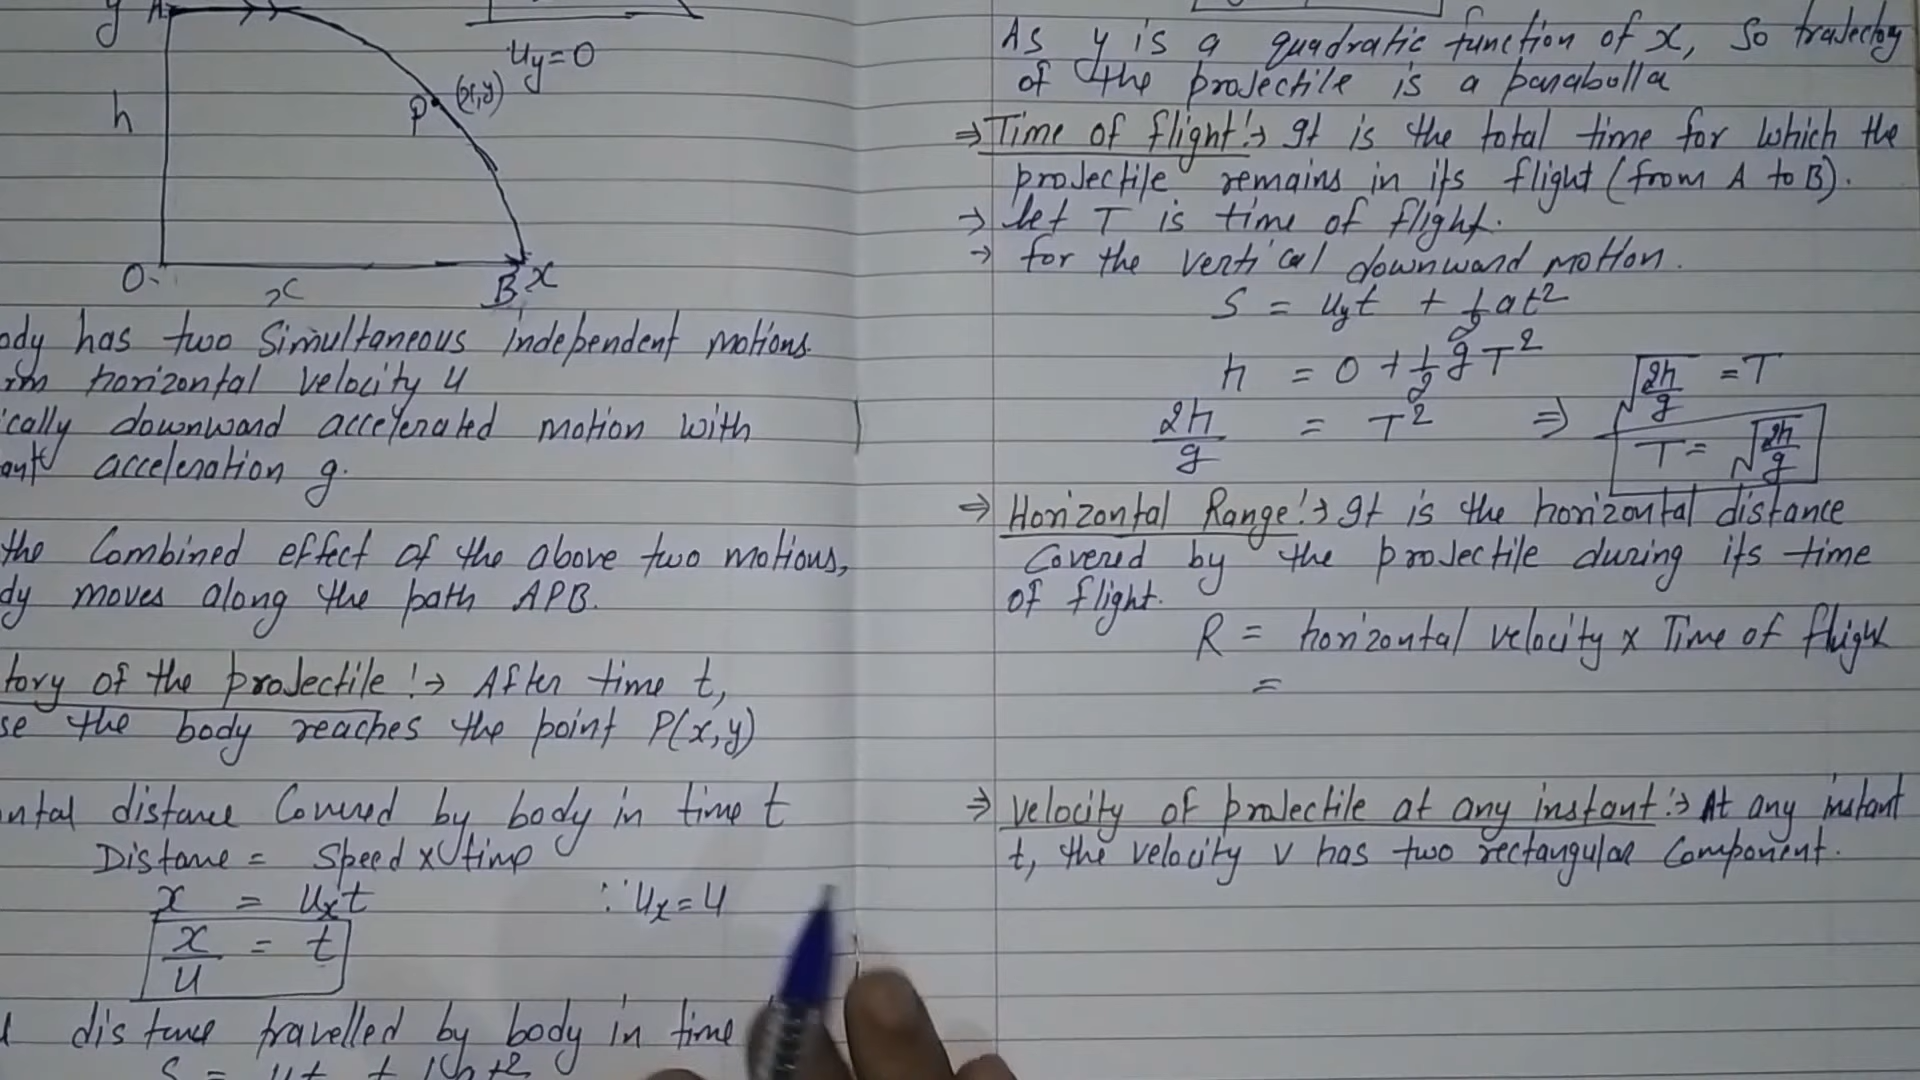 y A
uy=0
h
P (x,y)
O
x
B x
ody has two simultaneous independent motions.
horizontal velocity u
ically downward accelerated motion with
ant acceleration g.
the Combined effect of the above two motions,
dy moves along the path APB.
tory of the projectile :→ After time t,
se the body reaches the point P(x,y)
ntal distance Covered by body in time t
Distane = Speed x time
x = uxt ∵ ux = u
x/u = t
distance travelled by body in time
S = ut + 1/2 at2
As y is a quadratic function of x, So trajectory
of the projectile is a parabolla
⇒ Time of flight :→ It is the total time for which the
projectile remains in its flight (from A to B).
→ let T is time of flight.
→ for the vertical downward motion.
S = uyt + 1/2 at2
h = 0 + 1/2 g T2
2h/g = T2 ⇒ √2h/g = T
T = √2h/g
⇒ Horizontal Range :→ It is the horizontal distance
Covered by the projectile during its time
of flight.
R = horizontal velocity x Time of flight
=
⇒ velocity of projectile at any instant :→ At any instant
t, the velocity v has two rectangular Component.